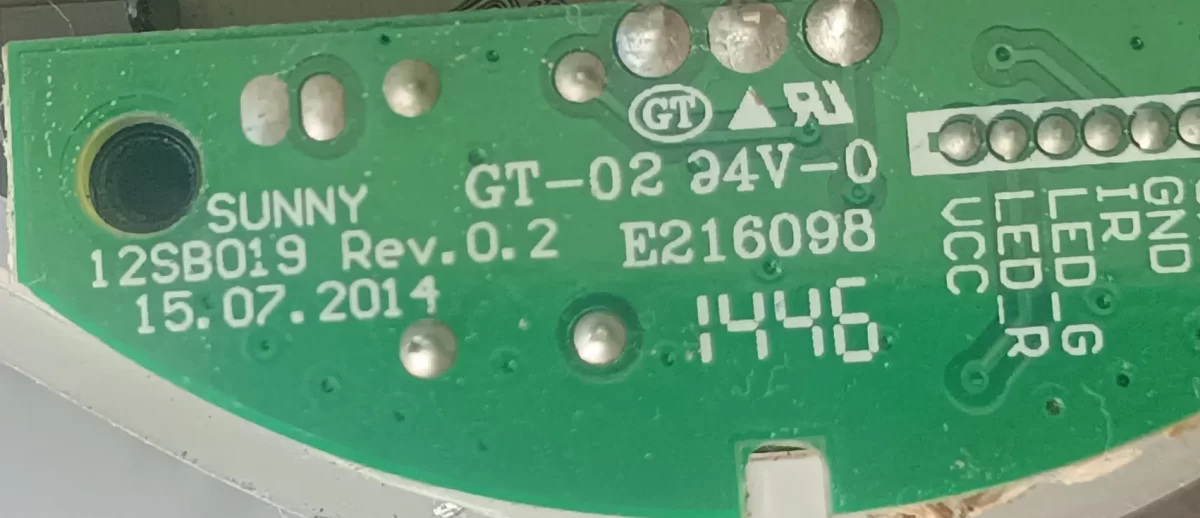 GT
SUNNY
12SB019 Rev.0.2
15.07.2014
GT-02 94V-0
E216098
1446
VCC
LED_R
LED_G
IR
GND